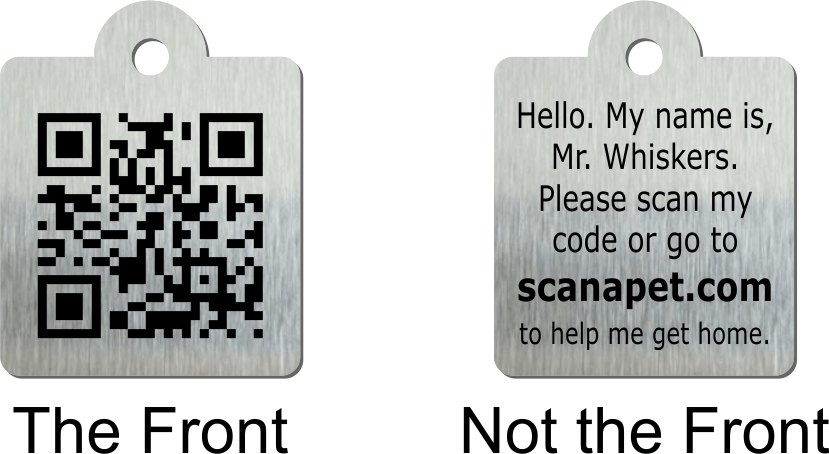 Hello. My name is,
Mr. Whiskers.
Please scan my
code or go to
scanapet.com
to help me get home.
The Front
Not the Front